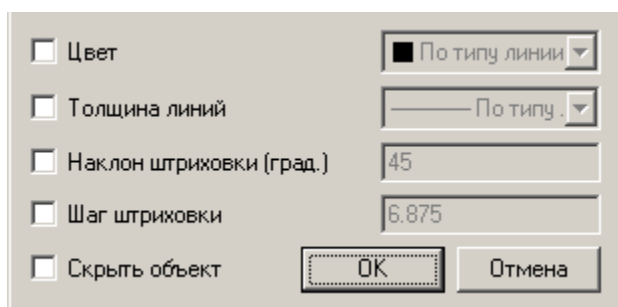 Цвет По типу линии
Толщина линий По типу .
Наклон штриховки (град.) 45
Шаг штриховки 6.875
Скрыть объект OK Отмена